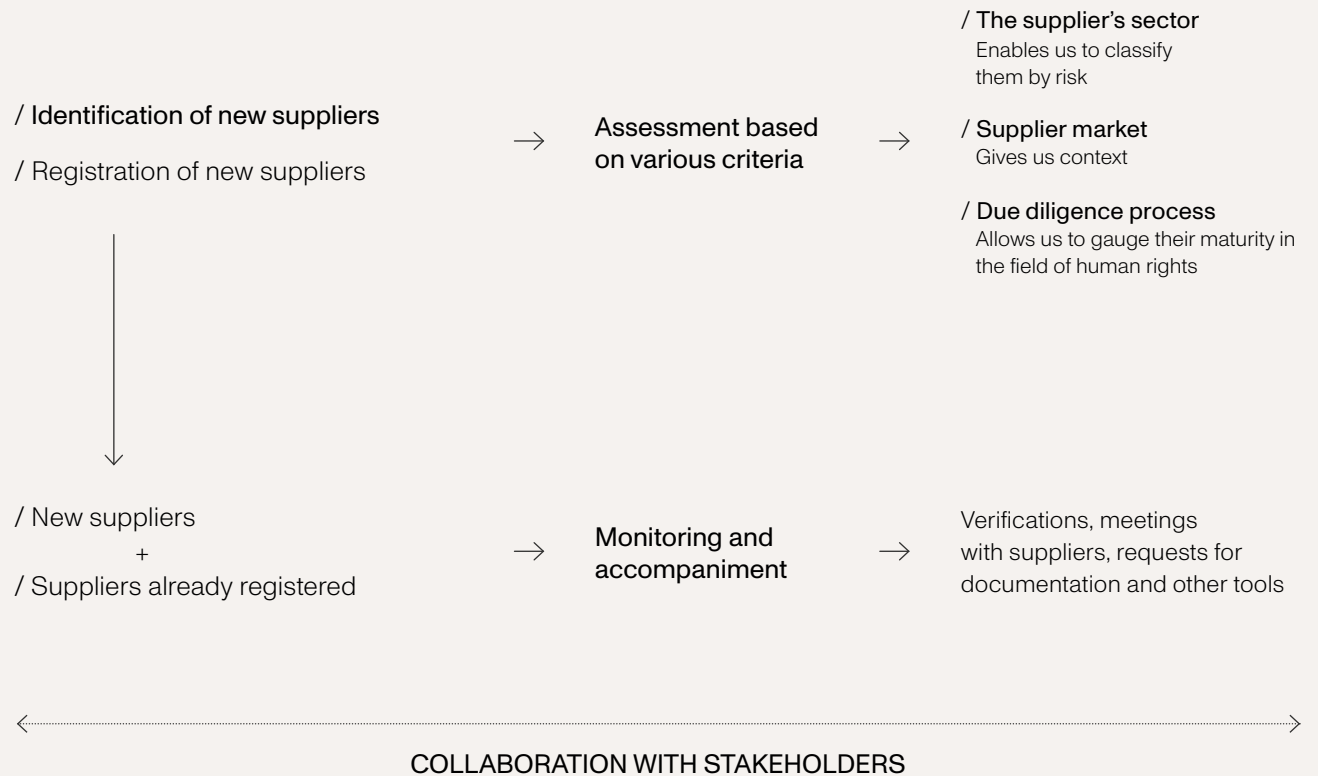 / Identification of new suppliers
/ Registration of new suppliers
Assessment based
on various criteria
/ The supplier’s sector
Enables us to classify
them by risk
/ Supplier market
Gives us context
/ Due diligence process
Allows us to gauge their maturity in
the field of human rights
/ New suppliers
+
/ Suppliers already registered
Monitoring and
accompaniment
Verifications, meetings
with suppliers, requests for
documentation and other tools
COLLABORATION WITH STAKEHOLDERS